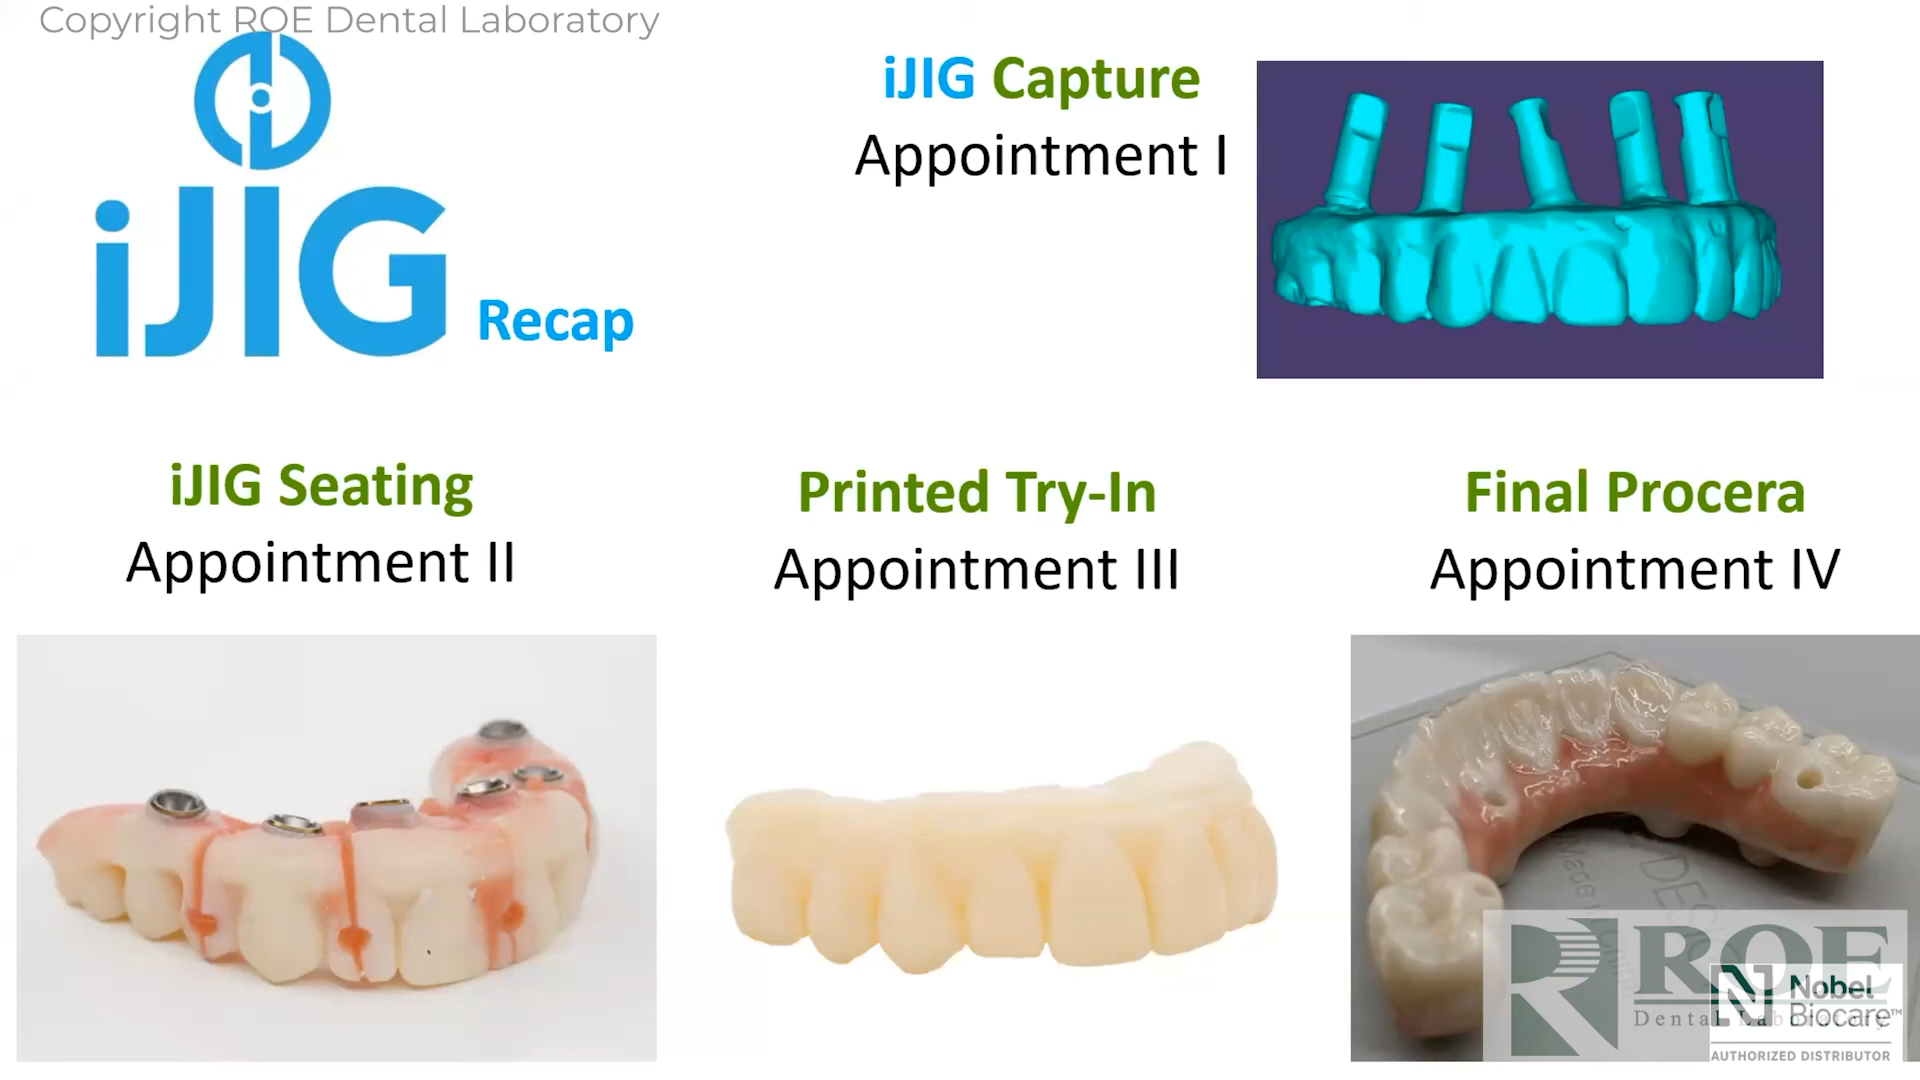 Copyright ROE Dental Laboratory
iJIG
Recap
iJIG Capture
Appointment I
iJIG Seating
Appointment II
Printed Try-In
Appointment III
Final Procera
Appointment IV
ROE
Dental Laboratory
Nobel
Biocare™
AUTHORIZED DISTRIBUTOR